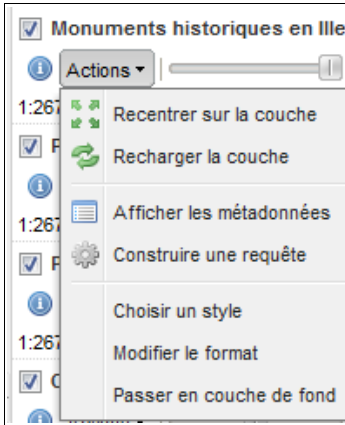 Monuments historiques en Ille
Actions
1:267
Recentrer sur la couche
Recharger la couche
1:267
Afficher les métadonnées
Construire une requête
1:267
Choisir un style
Modifier le format
Passer en couche de fond